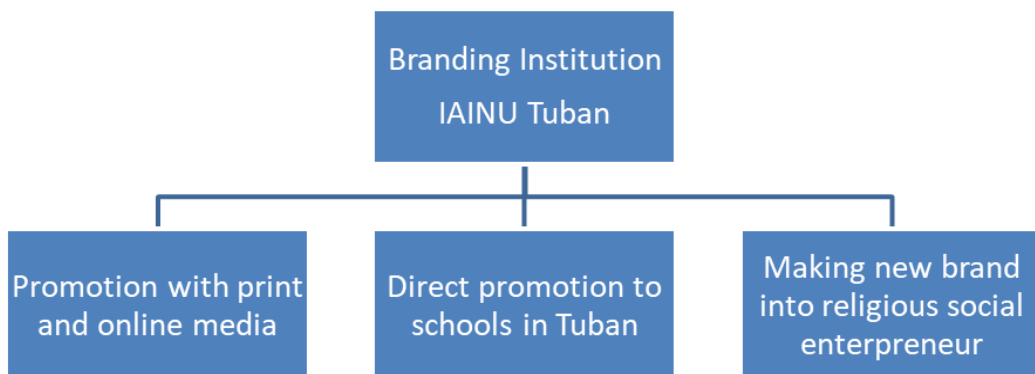 Branding Institution
IAINU Tuban
Promotion with print
and online media
Direct promotion to
schools in Tuban
Making new brand
into religious social
enterpreneur